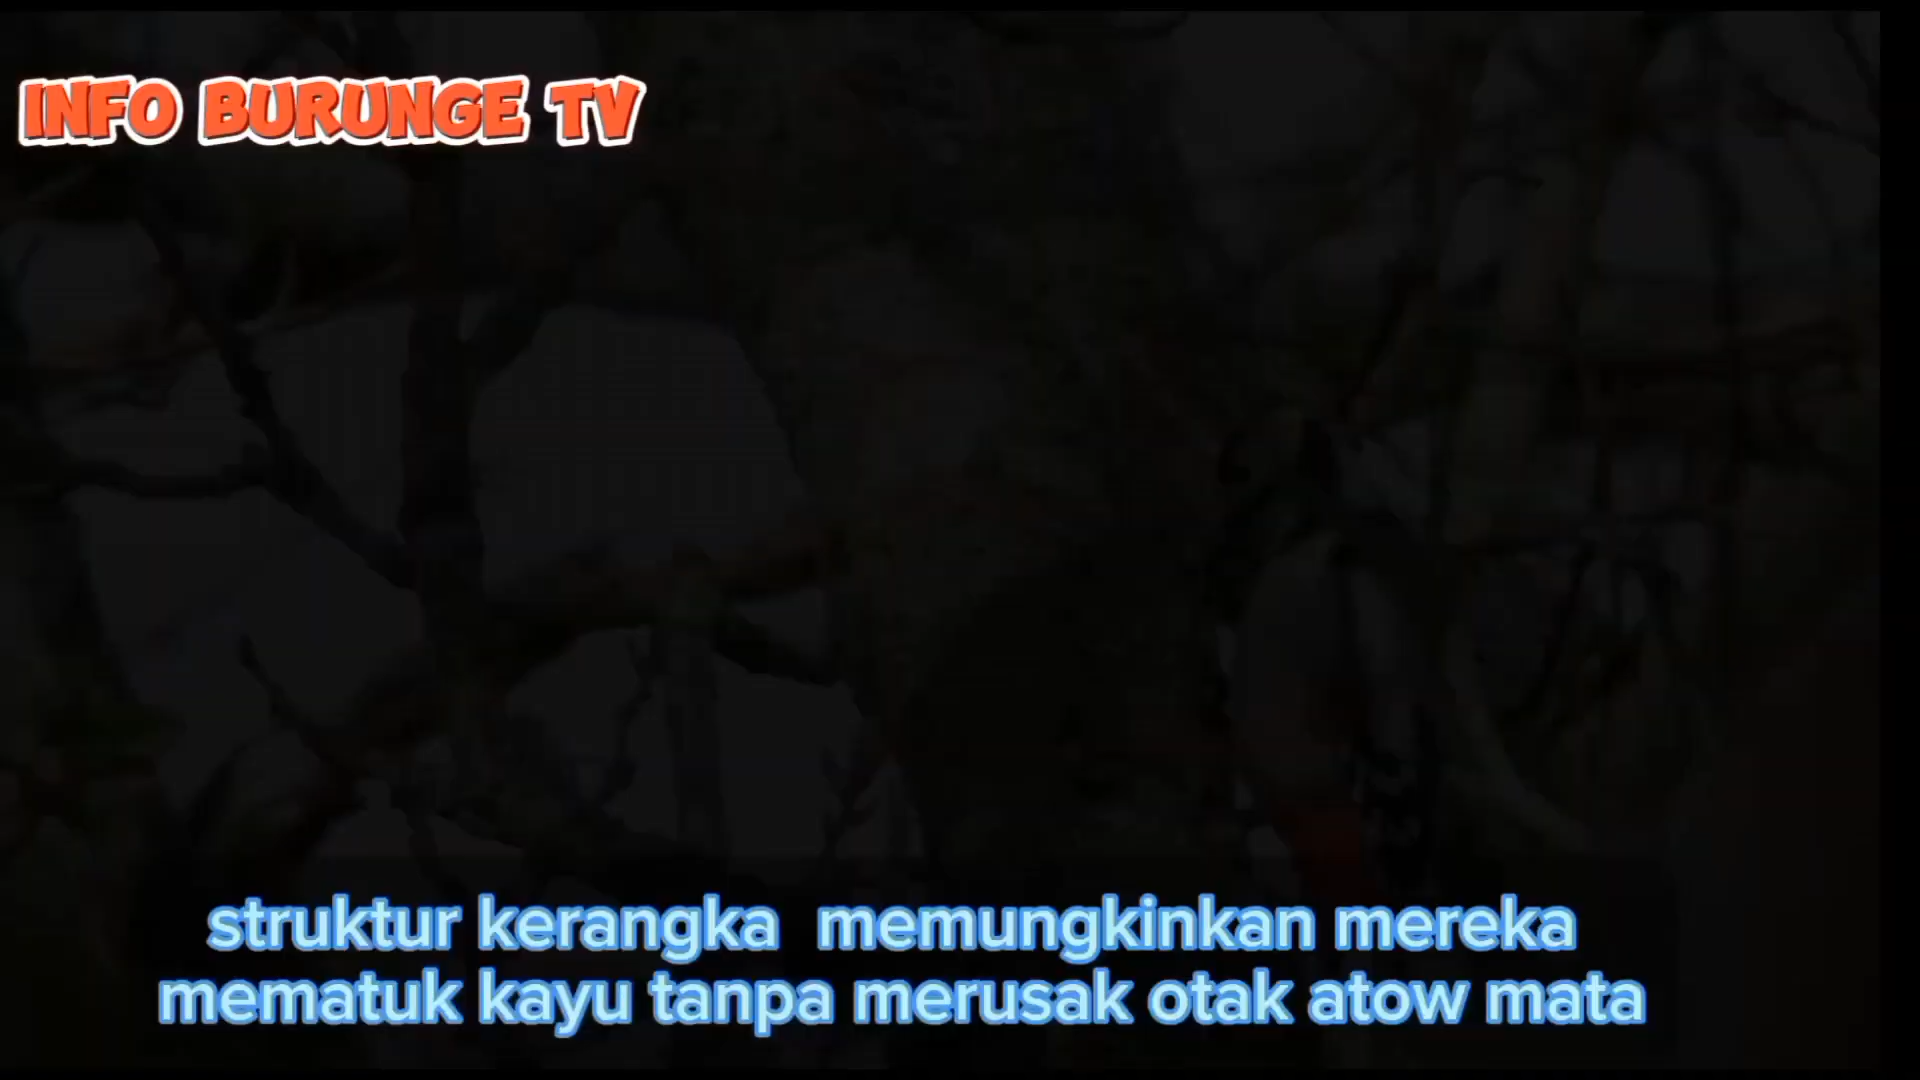 INFO BURUNGE TV
struktur kerangka memungkinkan mereka
mematuk kayu tanpa merusak otak atow mata